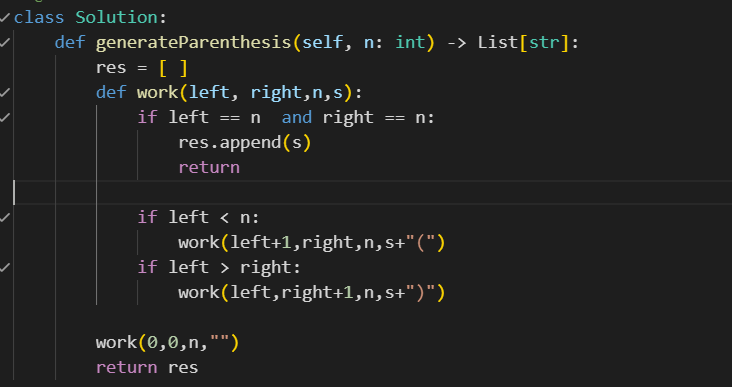 class Solution:
    def generateParenthesis(self, n: int) -> List[str]:
        res = [ ]
        def work(left, right,n,s):
            if left == n  and right == n:
                res.append(s)
                return

            if left < n:
                work(left+1,right,n,s+"(")
            if left > right:
                work(left,right+1,n,s+")")

        work(0,0,n,"")
        return res